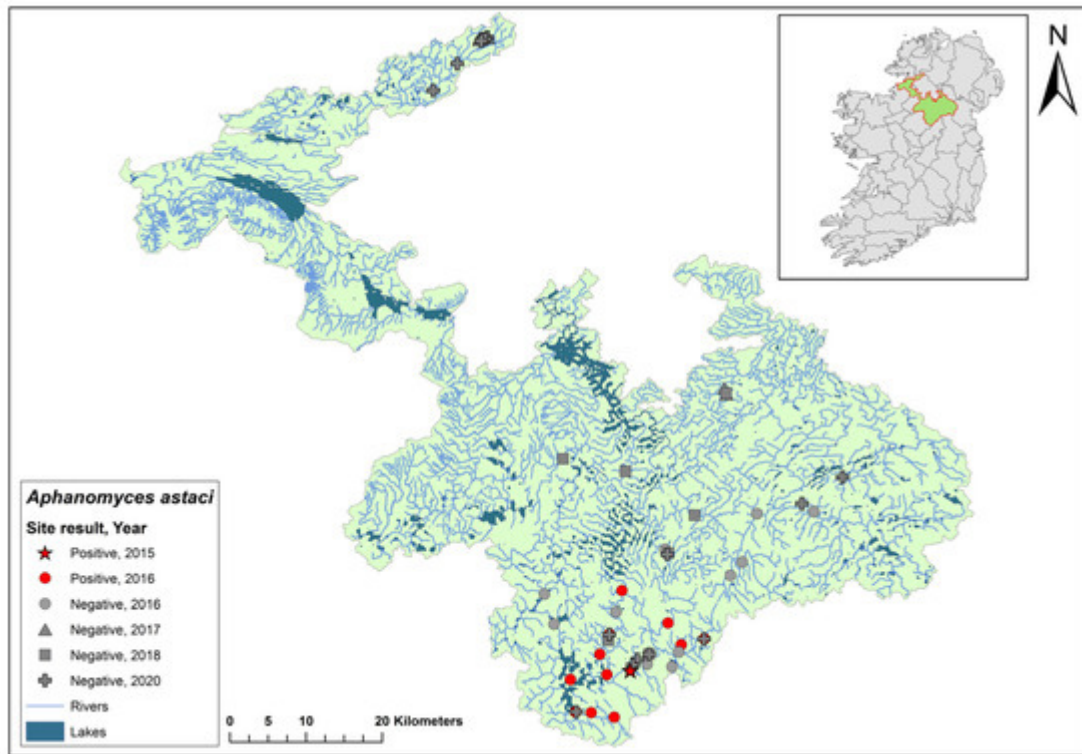 N
Aphanomyces astaci
Site result, Year
Positive, 2015
Positive, 2016
Negative, 2016
Negative, 2017
Negative, 2018
Negative, 2020
Rivers
Lakes
0 5 10 20 Kilometers